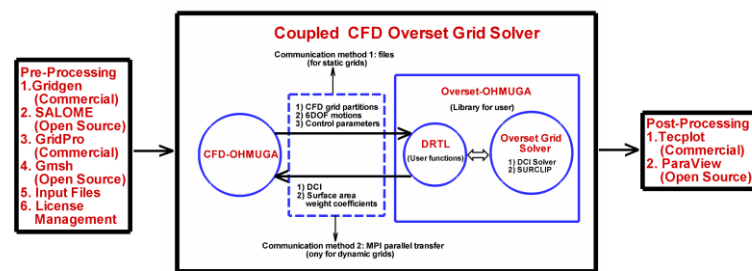 Coupled CFD Overset Grid Solver
Pre-Processing
1.Gridgen
(Commercial)
2. SALOME
(Open Source)
3. GridPro
(Commercial)
4. Gmsh
(Open Source)
5. Input Files
6. License
Management
Communication method 1: files
(for static grids)
1) CFD grid partitions
2) 6DOF motions
3) Control parameters
CFD-OHMUGA
1) DCI
2) Surface area
weight coefficients
Communication method 2: MPI parallel transfer
(ony for dynamic grids)
Overset-OHMUGA
(Library for user)
DRTL
(User functions)
Overset Grid
Solver
1) DCI Solver
2) SURCLIP
Post-Processing
1.Tecplot
(Commercial)
2. ParaView
(Open Source)